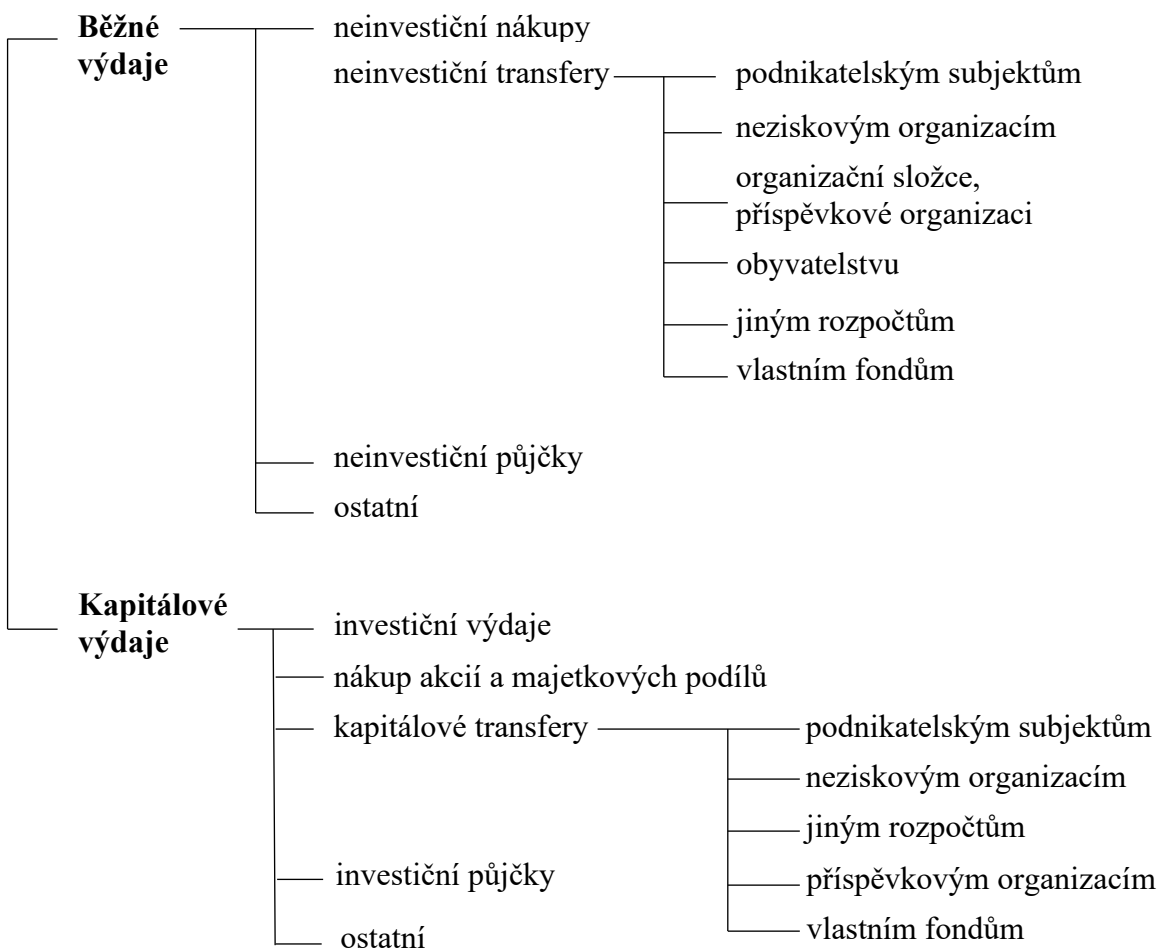 Běžné
výdaje
neinvestiční nákupy
neinvestiční transfery
podnikatelským subjektům
neziskovým organizacím
organizační složce,
příspěvkové organizaci
obyvatelstvu
jiným rozpočtům
vlastním fondům
neinvestiční půjčky
ostatní
Kapitálové
výdaje
investiční výdaje
nákup akcií a majetkových podílů
kapitálové transfery
podnikatelským subjektům
neziskovým organizacím
jiným rozpočtům
příspěvkovým organizacím
vlastním fondům
investiční půjčky
ostatní